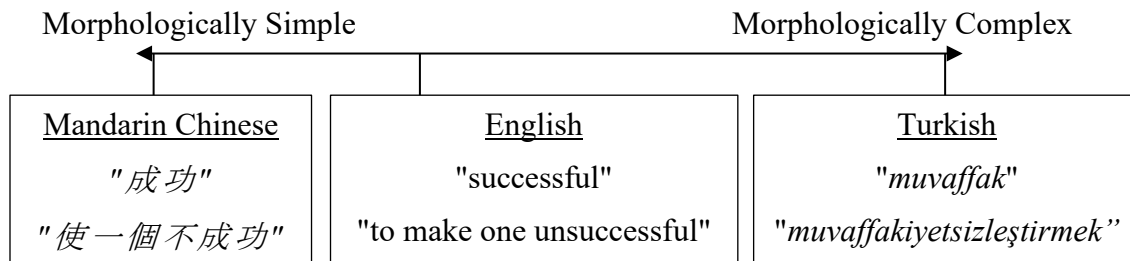 Morphologically Simple Morphologically Complex
Mandarin Chinese English Turkish
"成功" "successful" "muvaffak"
"使一個不成功" "to make one unsuccessful" "muvaffakiyetsizleştirmek”